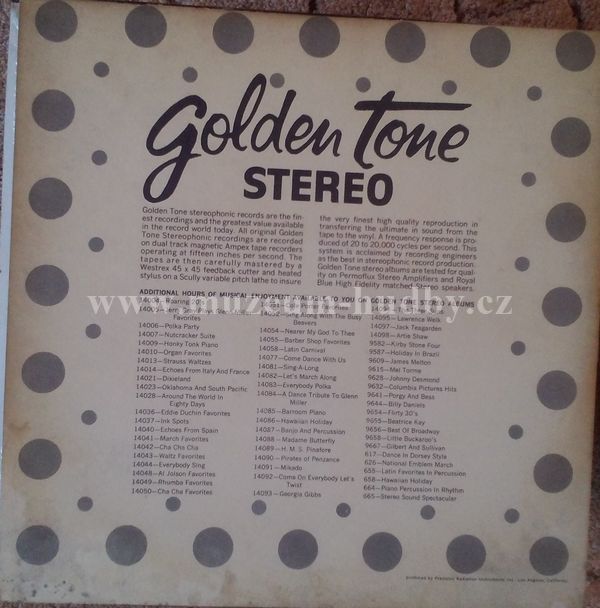 Golden Tone
STEREO
Golden Tone stereophonic records are the fin-
est recordings and the greatest value available
in the record world today. All original Golden
Tone Stereophonic recordings are recorded
on dual track magnetic Ampex tape recorders
operating at fifteen inches per second. The
tapes are then carefully mastered by a
Westrex 45 x 45 feedback cutter and heated
stylus on a Scully variable pitch lathe to insure
the very finest high quality reproduction in
transferring the ultimate in sound from the
tape to the vinyl. A frequency response is pro-
duced of 20 to 20,000 cycles per second. This
system is acclaimed by recording engineers
as the best in stereophonic record production.
Golden Tone stereo albums are tested for qual-
ity on Permoflux Stereo Amplifiers and Royal
Blue High Fidelity matched stereo speakers.
ADDITIONAL HOURS OF MUSICAL ENJOYMENT AVAILABLE TO YOU ON GOLDEN TONE STEREO ALBUMS
Roaring
14005—
Favorites
14006—Polka Party
14007—Nutcracker Suite
14009—Honky Tonk Piano
14010—Organ Favorites
14013—Strauss Waltzes
14014—Echoes From Italy And France
14021—Dixieland
14023—Oklahoma And South Pacific
14028—Around The World In
Eighty Days
14036—Eddie Duchin Favorites
14037—Ink Spots
14040—Echoes From Spain
14041—March Favorites
14042—Cha Cha Cha
14043—Waltz Favorites
14044—Everybody Sing
14048—Al Jolson Favorites
14049—Rhumba Favorites
14050—Cha Cha Favorites
Sing Along With The Busy
Beavers
14054—Nearer My God To Thee
14055—Barber Shop Favorites
14058—Latin Carnival
14077—Come Dance With Us
14081—Sing-A-Long
14082—Let's March Along
14083—Everybody Polka
14084—A Dance Tribute To Glenn
Miller
14085—Barroom Piano
14086—Hawaiian Holiday
14087—Banjo And Percussion
14088—Madame Butterfly
14089—H. M. S. Pinafore
14090—Pirates of Penzance
14091—Mikado
14092—Come On Everybody Let's
Twist
14093—Georgia Gibbs
14095—Lawrence Welk
14097—Jack Teagarden
14098—Artie Shaw
9582—Kirby Stone Four
9587—Holiday In Brazil
9609—James Melton
9615—Mel Torme
9628—Johnny Desmond
9632—Columbia Pictures Hits
9641—Porgy And Bess
9644—Billy Daniels
9654—Flirty 30's
9655—Beatrice Kay
9656—Best Of Broadway
9658—Little Buckaroo's
9667—Gilbert And Sullivan
617—Dance In Dorsey Style
626—National Emblem March
655—Latin Favorites In Percussion
658—Hawaiian Holiday
664—Piano Percussion In Rhythm
665—Stereo Sound Spectacular
www.muzeum-hudby.cz
produced by Precision Radiation Instruments, Inc. Los Angeles, California